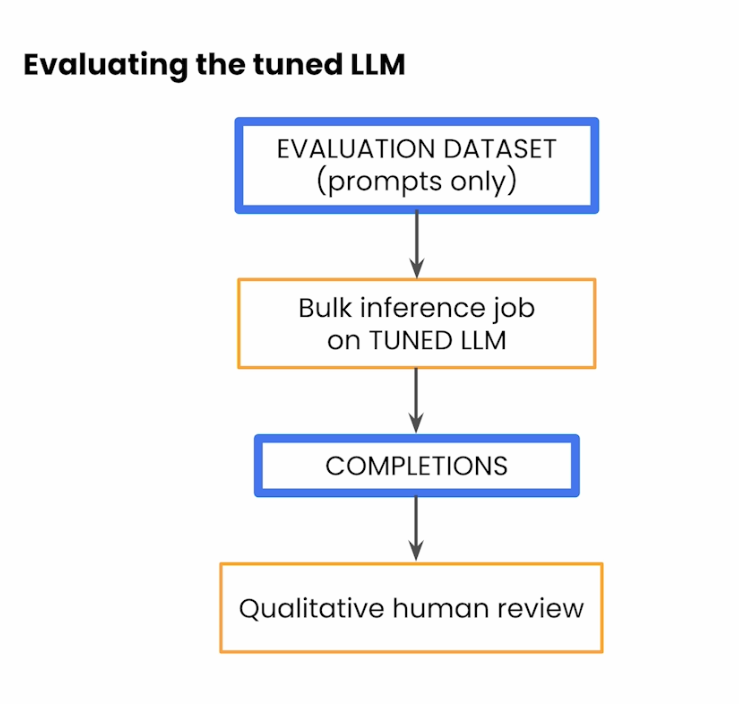 Evaluating the tuned LLM
EVALUATION DATASET
(prompts only)
Bulk inference job
on TUNED LLM
COMPLETIONS
Qualitative human review